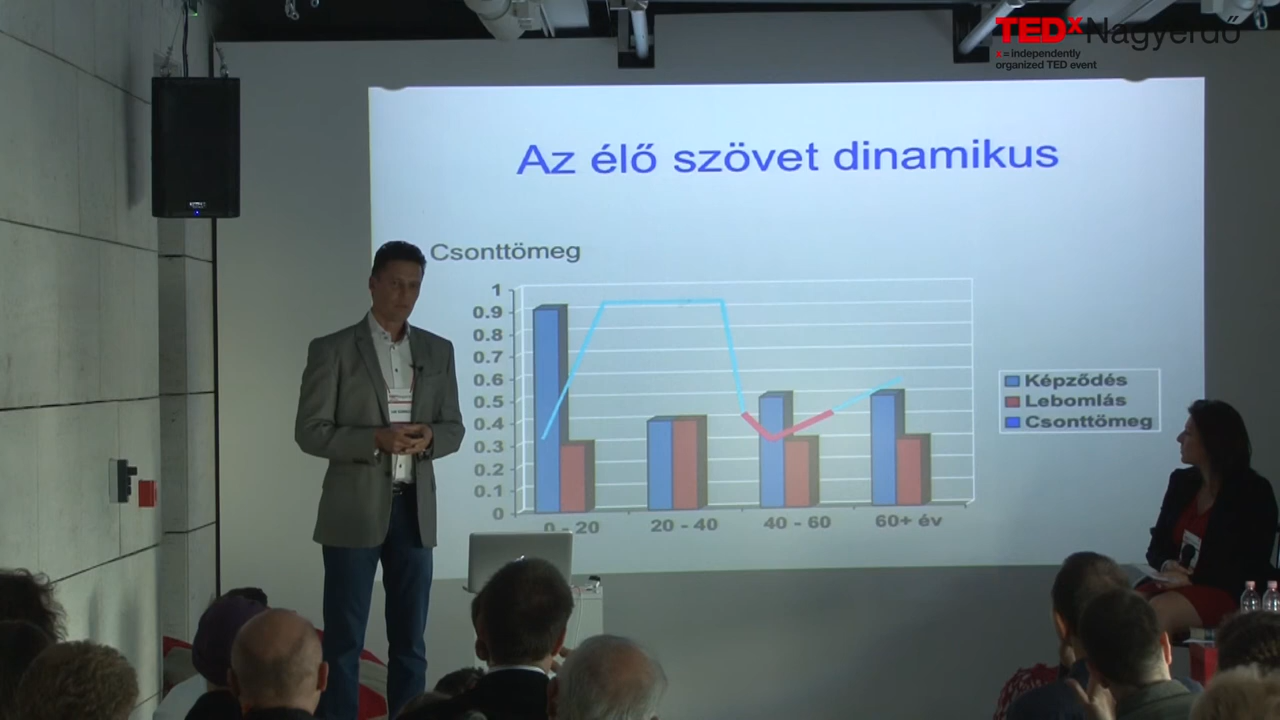 TEDx Nagyerdő
x = independently
organized TED event
Az élő szövet dinamikus
Csonttömeg
1
0.9
0.8
0.7
0.6
0.5
0.4
0.3
0.2
0.1
0
0 - 20
20 - 40
40 - 60
60+ év
Képződés
Lebomlás
Csonttömeg